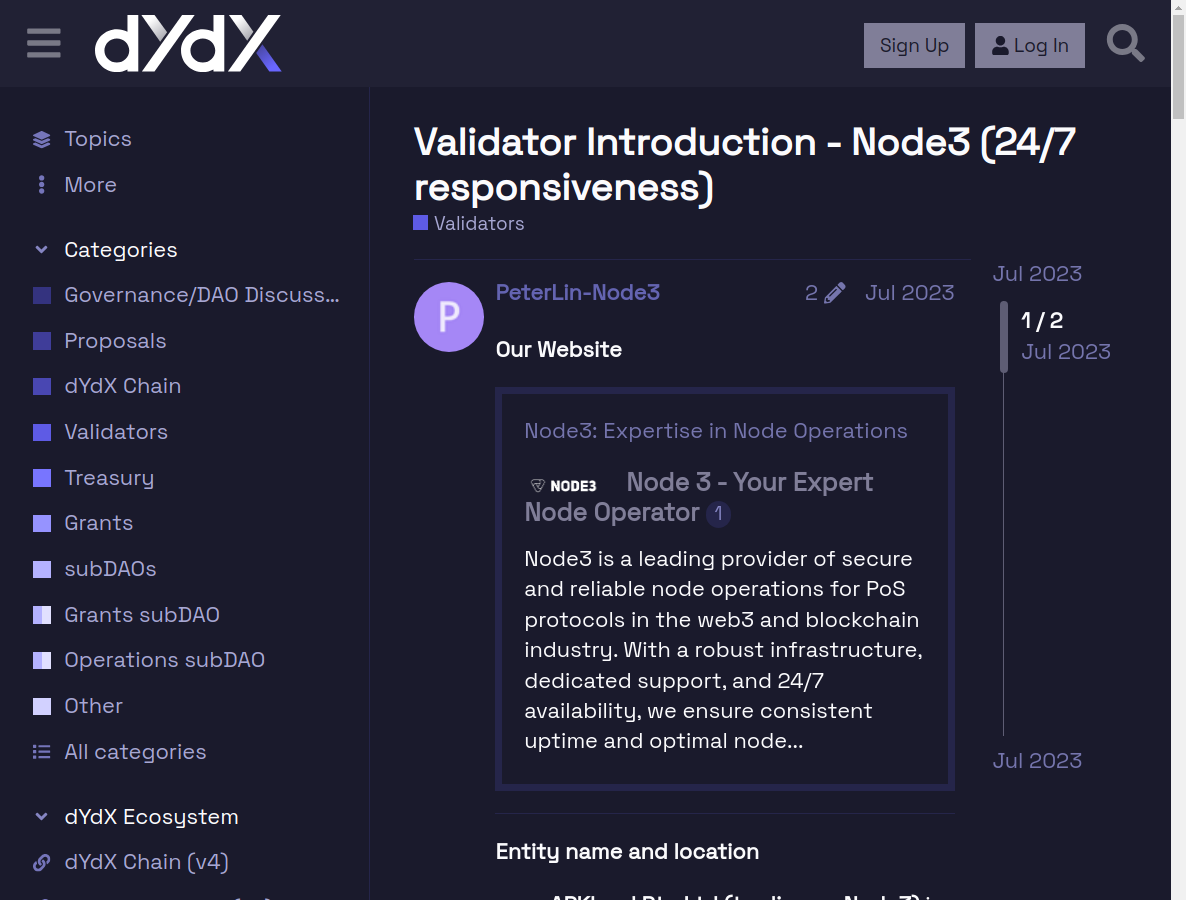 dYdX
Sign Up
Log In
Topics
More
Categories
Governance/DAO Discuss...
Proposals
dYdX Chain
Validators
Treasury
Grants
subDAOs
Grants subDAO
Operations subDAO
Other
All categories
dYdX Ecosystem
dYdX Chain (v4)
Validator Introduction - Node3 (24/7
responsiveness)
Validators
P
PeterLin-Node3
2
Jul 2023
Our Website
Node3: Expertise in Node Operations
NODE3
Node 3 - Your Expert
Node Operator 1
Node3 is a leading provider of secure
and reliable node operations for PoS
protocols in the web3 and blockchain
industry. With a robust infrastructure,
dedicated support, and 24/7
availability, we ensure consistent
uptime and optimal node...
Entity name and location
Jul 2023
1 / 2
Jul 2023
Jul 2023